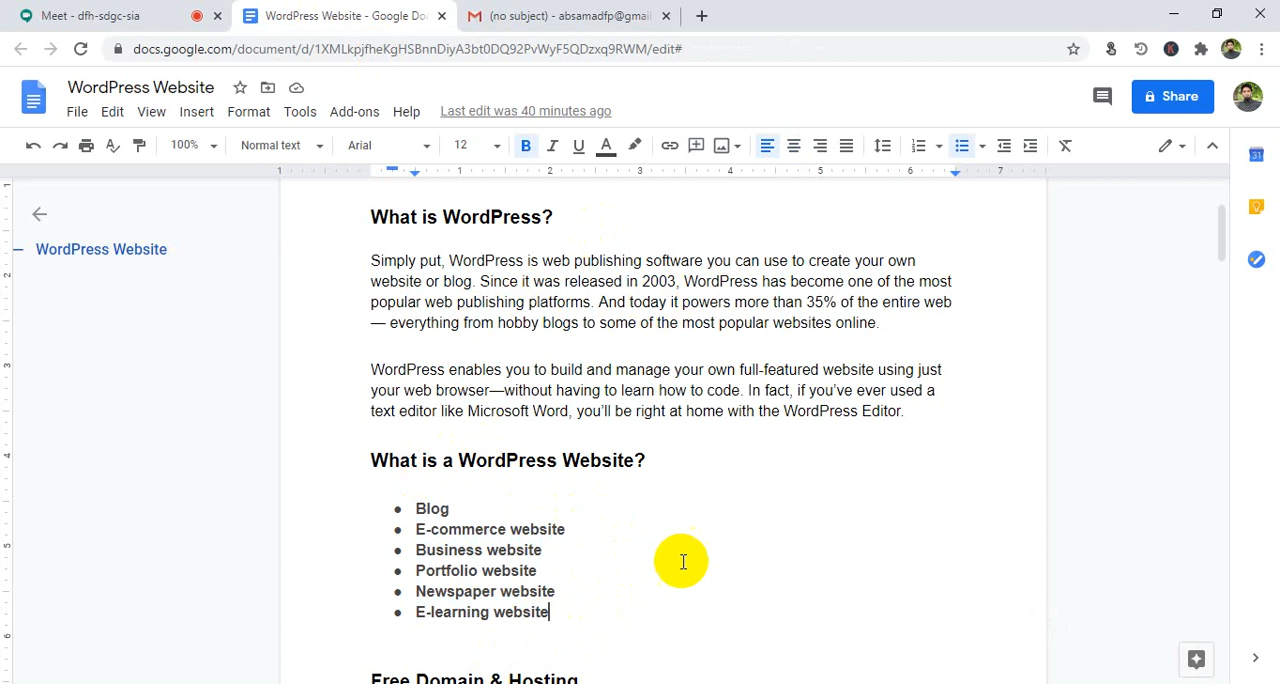 Meet - dfh-sdgc-sia
WordPress Website - Google Do
(no subject) - absamadfp@gmail
docs.google.com/document/d/1XMLkpjfheKgHSBnnDiyA3bt0DQ92PvWyF5QDzxq9RWM/edit#
WordPress Website
File Edit View Insert Format Tools Add-ons Help Last edit was 40 minutes ago
Share
100% Normal text Arial 12 B I U A
1 1 2 3 4 5 6 7
WordPress Website
What is WordPress?
Simply put, WordPress is web publishing software you can use to create your own
website or blog. Since it was released in 2003, WordPress has become one of the most
popular web publishing platforms. And today it powers more than 35% of the entire web
— everything from hobby blogs to some of the most popular websites online.
WordPress enables you to build and manage your own full-featured website using just
your web browser—without having to learn how to code. In fact, if you've ever used a
text editor like Microsoft Word, you'll be right at home with the WordPress Editor.
What is a WordPress Website?
● Blog
● E-commerce website
● Business website
● Portfolio website
● Newspaper website
● E-learning website
Free Domain & Hosting